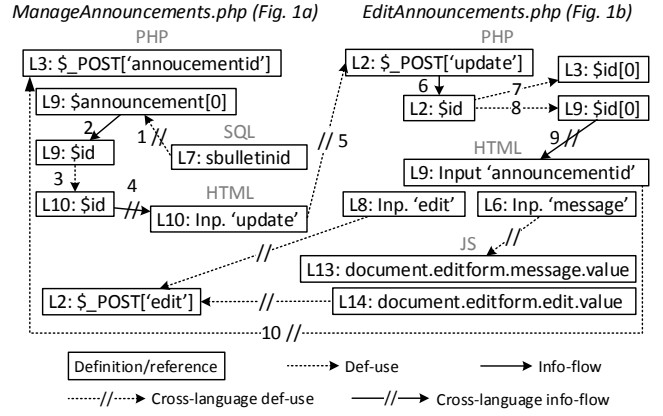 ManageAnnouncements.php (Fig. 1a)
EditAnnouncements.php (Fig. 1b)
PHP
PHP
L3: $_POST['annoucementid']
L2: $_POST['update']
L3: $id[0]
6
7
L9: $announcement[0]
L2: $id
8
L9: $id[0]
2
1
SQL
5
9
L9: $id
L7: sbulletinid
HTML
3
4
HTML
L9: Input 'announcementid'
L10: $id
L10: Inp. 'update'
L8: Inp. 'edit'
L6: Inp. 'message'
JS
L13: document.editform.message.value
L2: $_POST['edit']
L14: document.editform.edit.value
10
Definition/reference
Def-use
Info-flow
Cross-language def-use
Cross-language info-flow